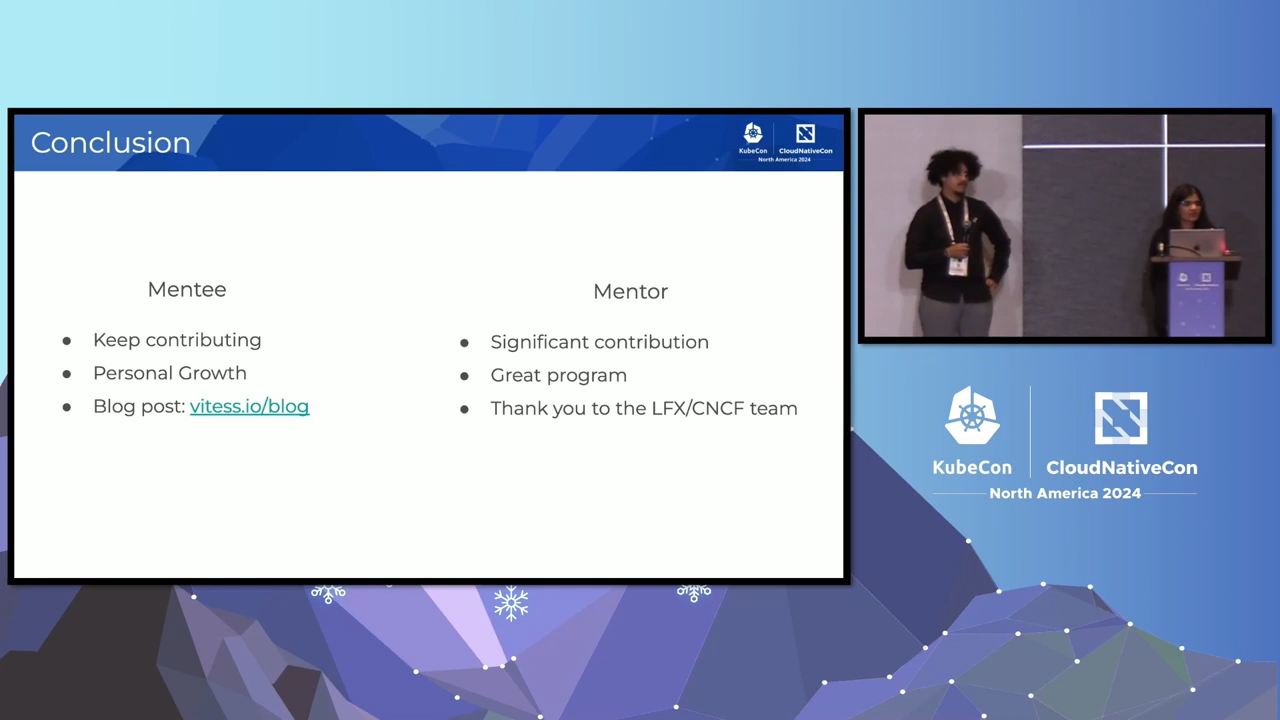 Conclusion
KubeCon
CloudNativeCon
North America 2024
Mentee
Keep contributing
Personal Growth
Blog post: vitess.io/blog
Mentor
Significant contribution
Great program
Thank you to the LFX/CNCF team
KubeCon
CloudNativeCon
North America 2024